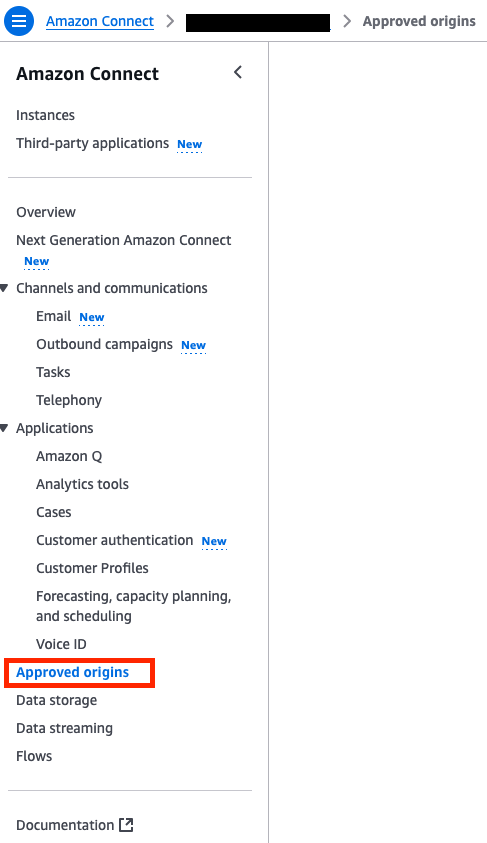 Amazon Connect > > Approved origins
Amazon Connect
Instances
Third-party applications New
Overview
Next Generation Amazon Connect
New
Channels and communications
Email New
Outbound campaigns New
Tasks
Telephony
Applications
Amazon Q
Analytics tools
Cases
Customer authentication New
Customer Profiles
Forecasting, capacity planning,
and scheduling
Voice ID
Approved origins
Data storage
Data streaming
Flows
Documentation